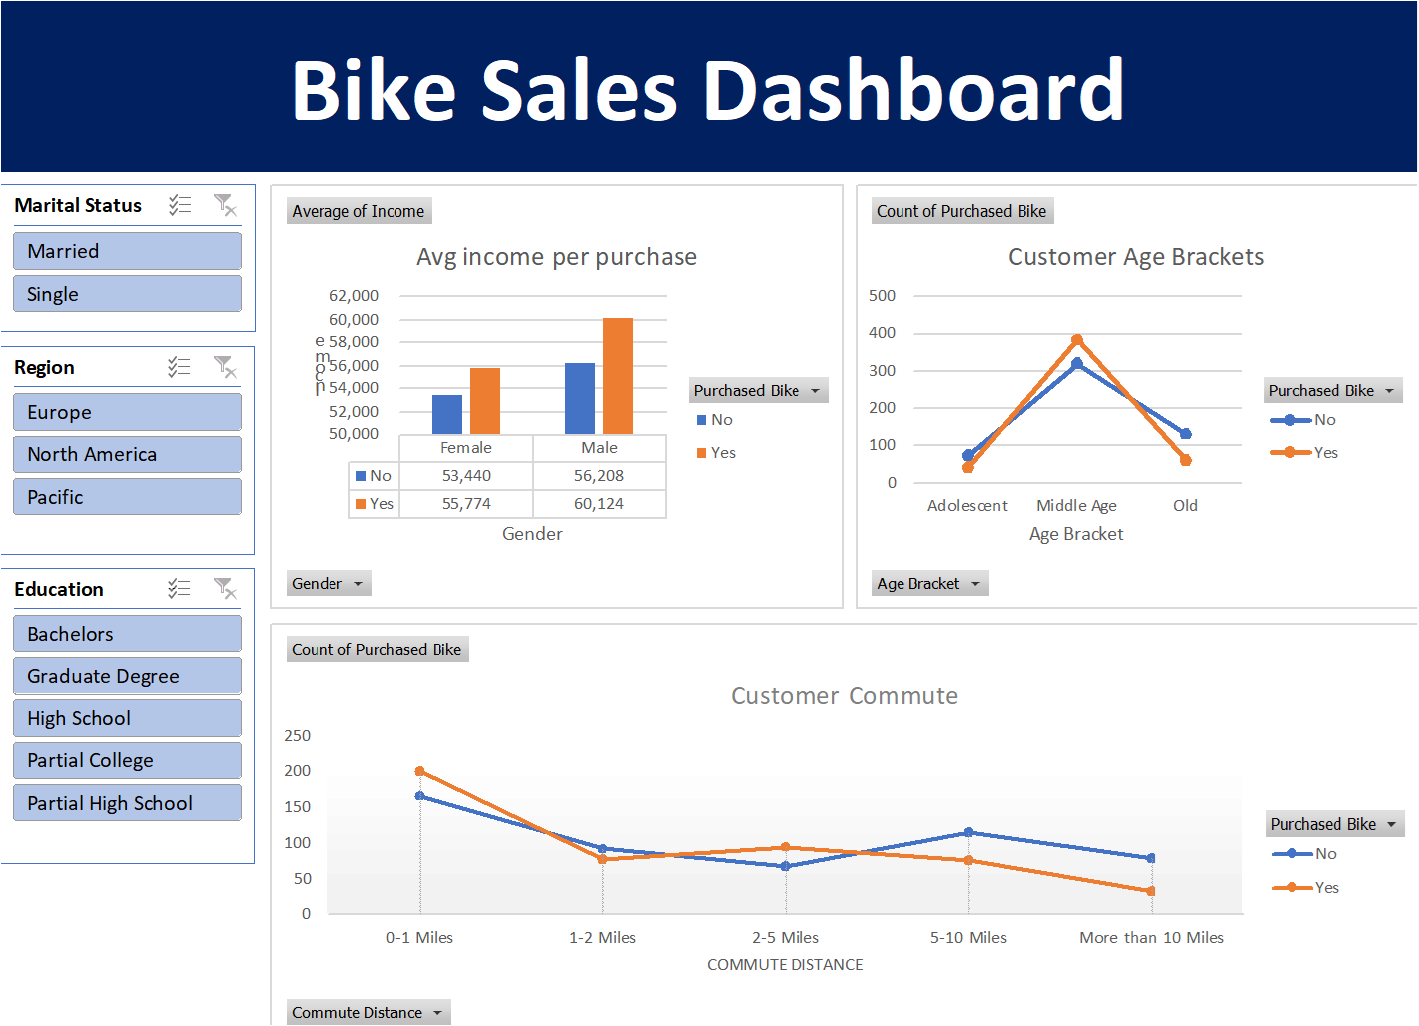 Bike Sales Dashboard
Marital Status
Married
Single
Region
Europe
North America
Pacific
Education
Bachelors
Graduate Degree
High School
Partial College
Partial High School
Average of Income
Avg income per purchase
62,000
60,000
58,000
56,000
54,000
52,000
50,000
Income
Female Male
No 53,440 56,208
Yes 55,774 60,124
Gender
Purchased Bike
No
Yes
Gender
Count of Purchased Bike
Customer Age Brackets
500
400
300
200
100
0
Adolescent Middle Age Old
Age Bracket
Purchased Bike
No
Yes
Age Bracket
Count of Purchased Bike
Customer Commute
250
200
150
100
50
0
0-1 Miles 1-2 Miles 2-5 Miles 5-10 Miles More than 10 Miles
COMMUTE DISTANCE
Purchased Bike
No
Yes
Commute Distance